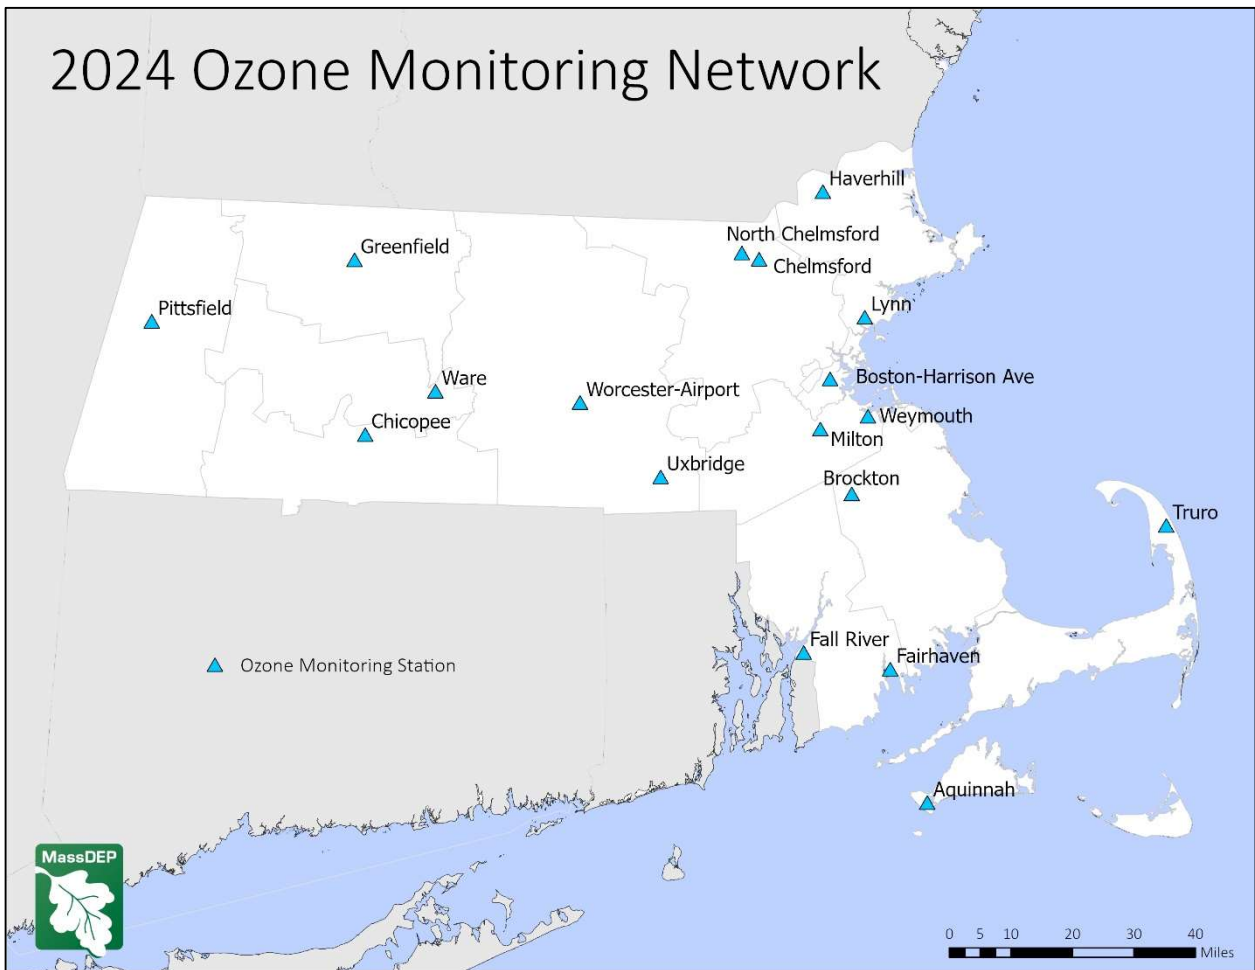 2024 Ozone Monitoring Network
Haverhill
North Chelmsford
Greenfield
Chelmsford
Pittsfield
Lynn
Ware
Boston-Harrison Ave
Worcester-Airport
Chicopee
Weymouth
Milton
Uxbridge
Brockton
Truro
Fall River
Fairhaven
Ozone Monitoring Station
Aquinnah
MassDEP
0 5 10 20 30 40
Miles